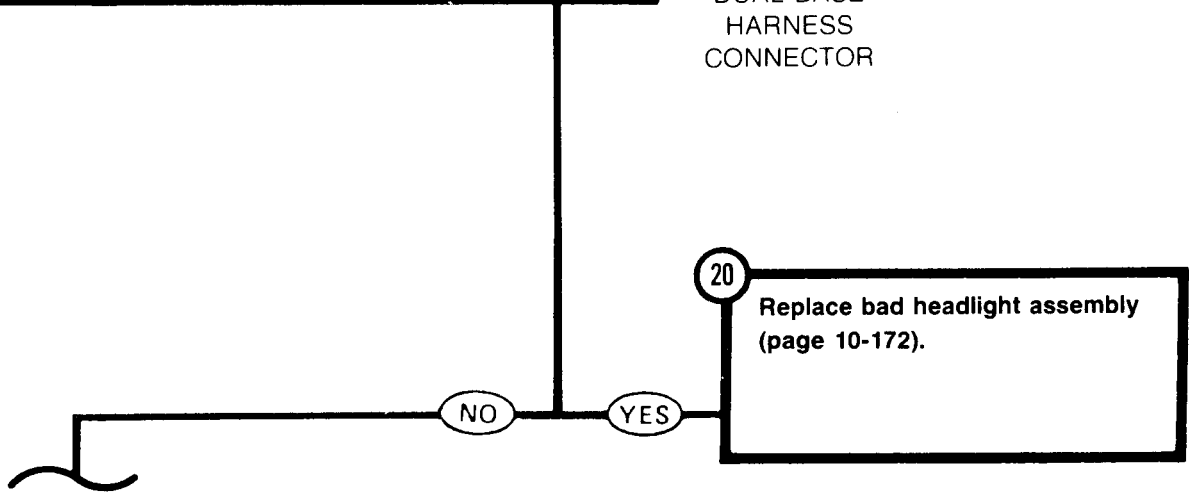 HARNESS
CONNECTOR
20
Replace bad headlight assembly
(page 10-172).
NO
YES